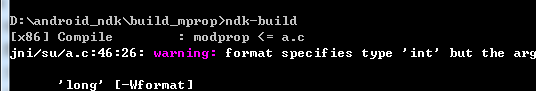 D:\android_ndk\build_mprop>ndk-build
[x86] Compile        : modprop <= a.c
jni/su/a.c:46:26: warning: format specifies type 'int' but the arg
'long' [-Wformat]